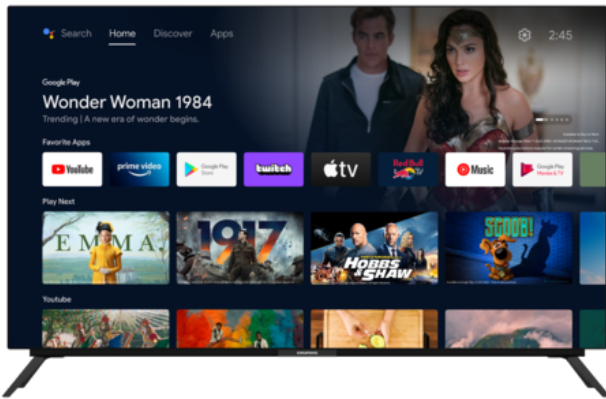 Search Home Discover Apps 2:45
Google Play
Wonder Woman 1984
Trending | A new era of wonder begins.
Favorite Apps
YouTube prime video Google Play Store twitch tv Red Bull TV Music Google Play Movies & TV
Play Next
EMMA. 1917 HOBBS & SHAW SCOOB!
Youtube
GRUNDIG